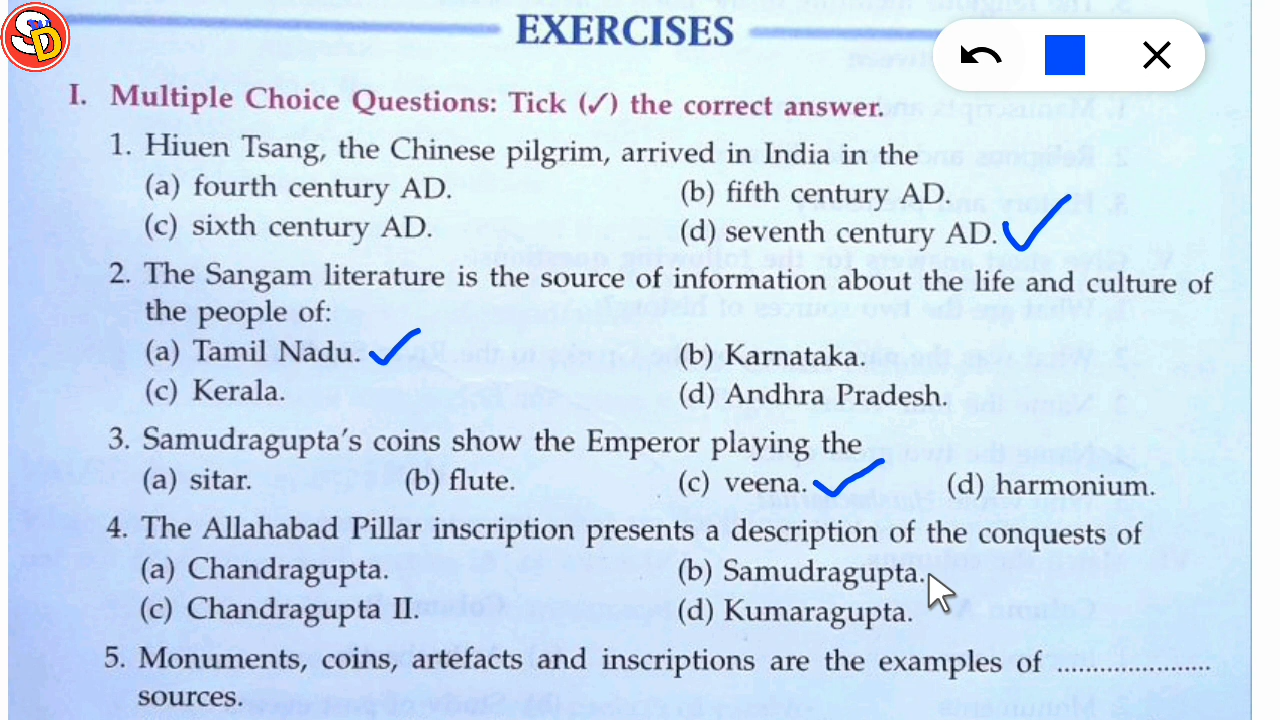 SD
EXERCISES
I. Multiple Choice Questions: Tick (✓) the correct answer.
1. Hiuen Tsang, the Chinese pilgrim, arrived in India in the
(a) fourth century AD. (b) fifth century AD.
(c) sixth century AD. (d) seventh century AD.
2. The Sangam literature is the source of information about the life and culture of
the people of:
(a) Tamil Nadu. (b) Karnataka.
(c) Kerala. (d) Andhra Pradesh.
3. Samudragupta's coins show the Emperor playing the
(a) sitar. (b) flute. (c) veena. (d) harmonium.
4. The Allahabad Pillar inscription presents a description of the conquests of
(a) Chandragupta. (b) Samudragupta.
(c) Chandragupta II. (d) Kumaragupta.
5. Monuments, coins, artefacts and inscriptions are the examples of ......................
sources.